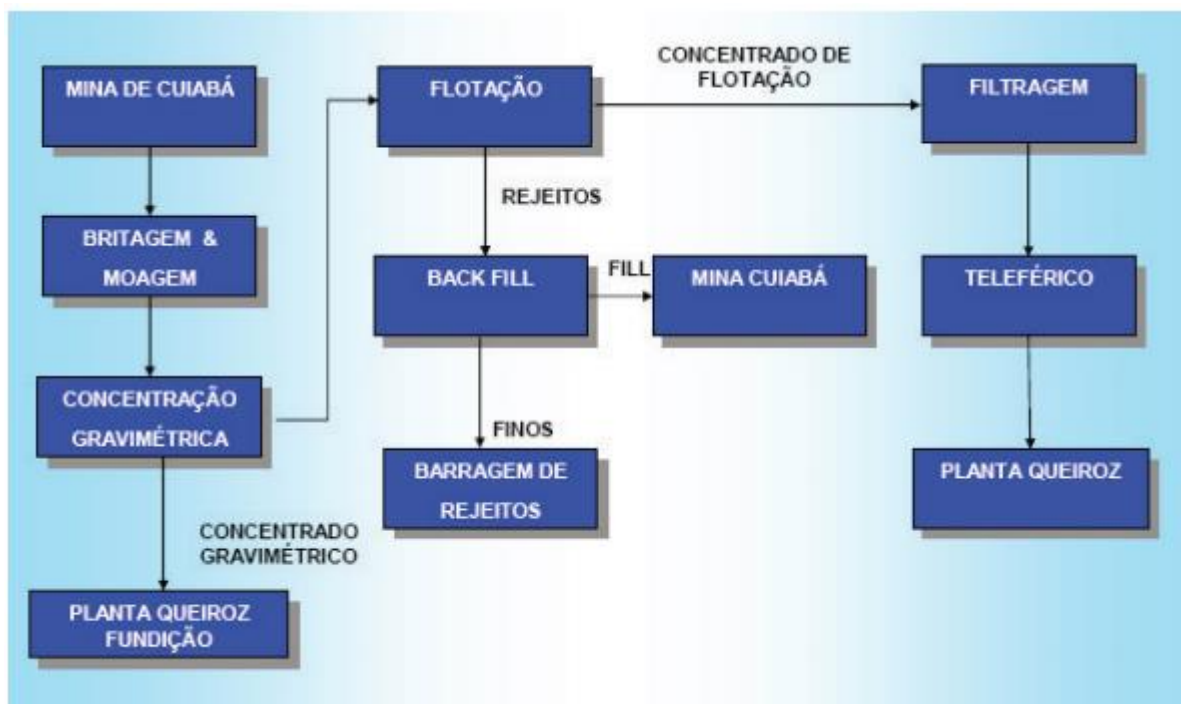 MINA DE CUIABÁ
BRITAGEM &
MOAGEM
CONCENTRAÇÃO
GRAVIMÉTRICA
CONCENTRADO
GRAVIMÉTRICO
PLANTA QUEIROZ
FUNDIÇÃO
FLOTAÇÃO
REJEITOS
BACK FILL
FILL
MINA CUIABÁ
FINOS
BARRAGEM DE
REJEITOS
CONCENTRADO DE
FLOTAÇÃO
FILTRAGEM
TELEFÉRICO
PLANTA QUEIROZ